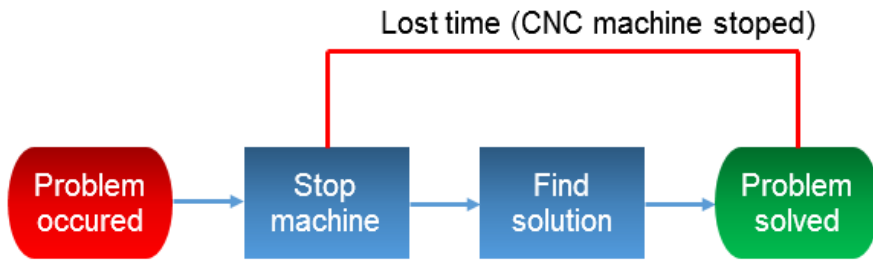 Lost time (CNC machine stoped)
Problem
occured
Stop
machine
Find
solution
Problem
solved